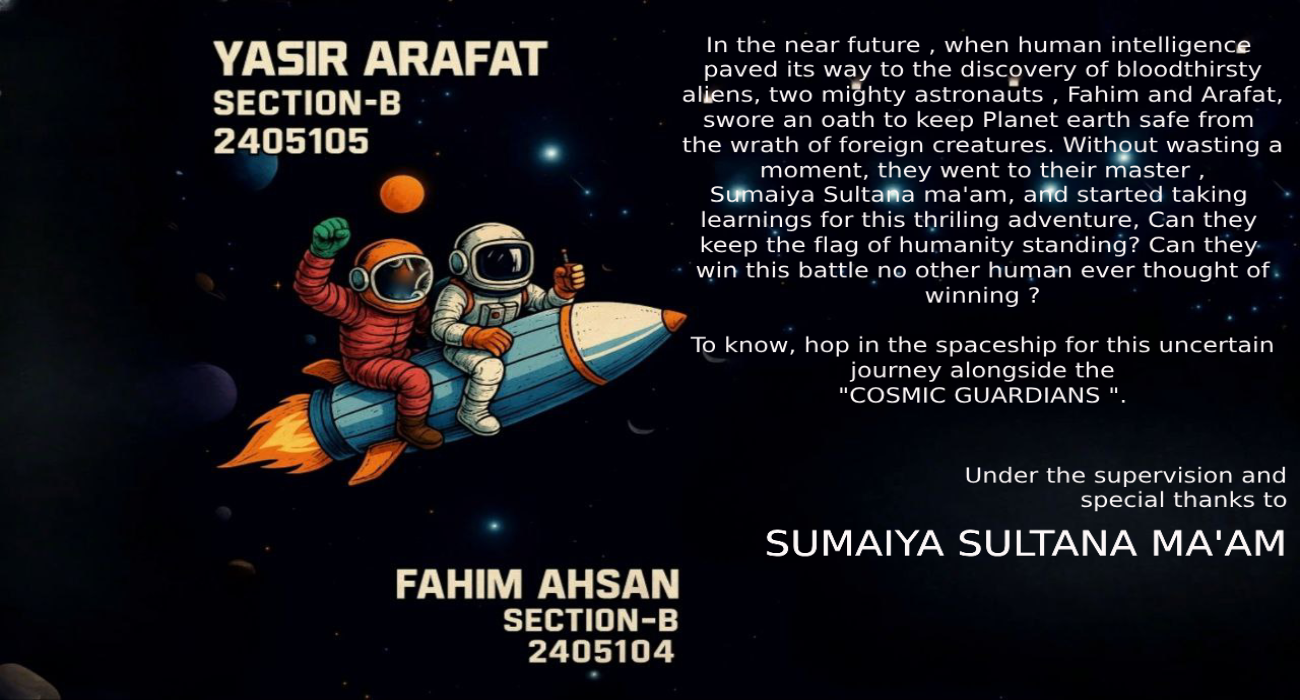 YASIR ARAFAT
SECTION-B
2405105
In the near future , when human intelligence
paved its way to the discovery of bloodthirsty
aliens, two mighty astronauts , Fahim and Arafat,
swore an oath to keep Planet earth safe from
the wrath of foreign creatures. Without wasting a
moment, they went to their master ,
Sumaiya Sultana ma'am, and started taking
learnings for this thriling adventure, Can they
keep the flag of humanity standing? Can they
win this battle no other human ever thought of
winning ?
To know, hop in the spaceship for this uncertain
journey alongside the
"COSMIC GUARDIANS ".
Under the supervision and
special thanks to
SUMAIYA SULTANA MA'AM
FAHIM AHSAN
SECTION-B
2405104